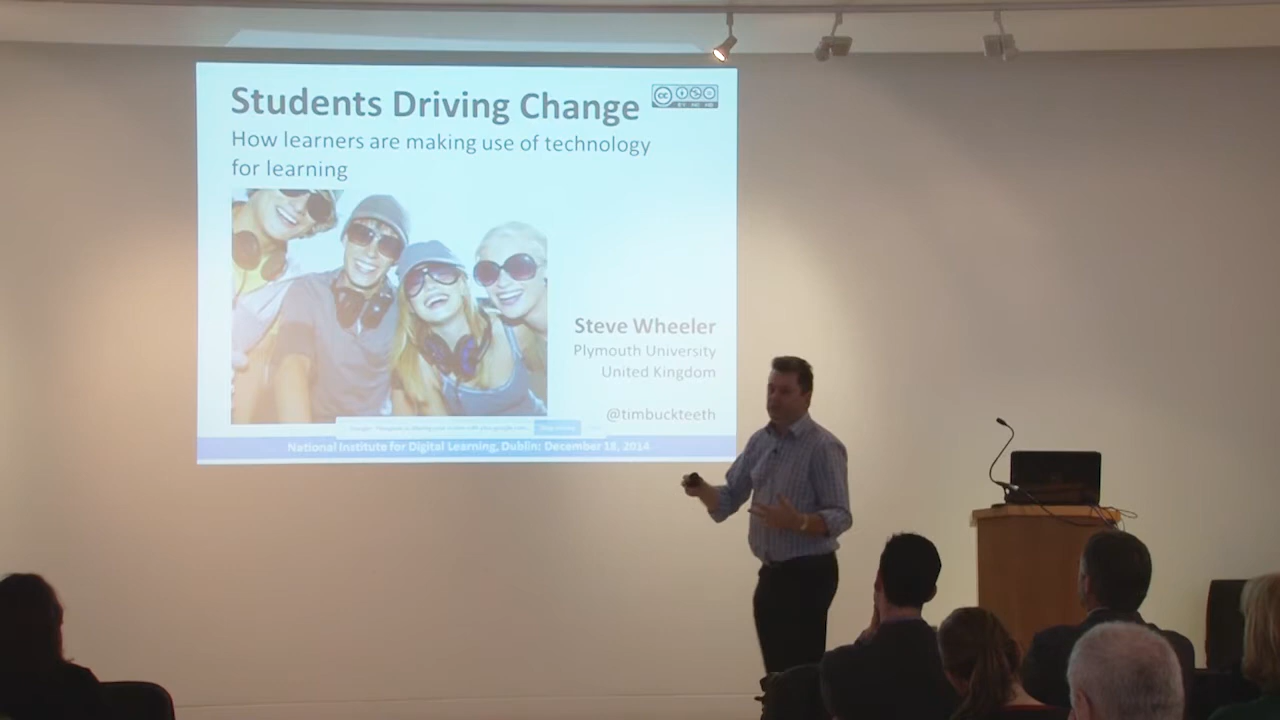 Students Driving Change
How learners are making use of technology
for learning
Steve Wheeler
Plymouth University
United Kingdom
@timbuckteeth
National Institute for Digital Learning, Dublin: December 18, 2014